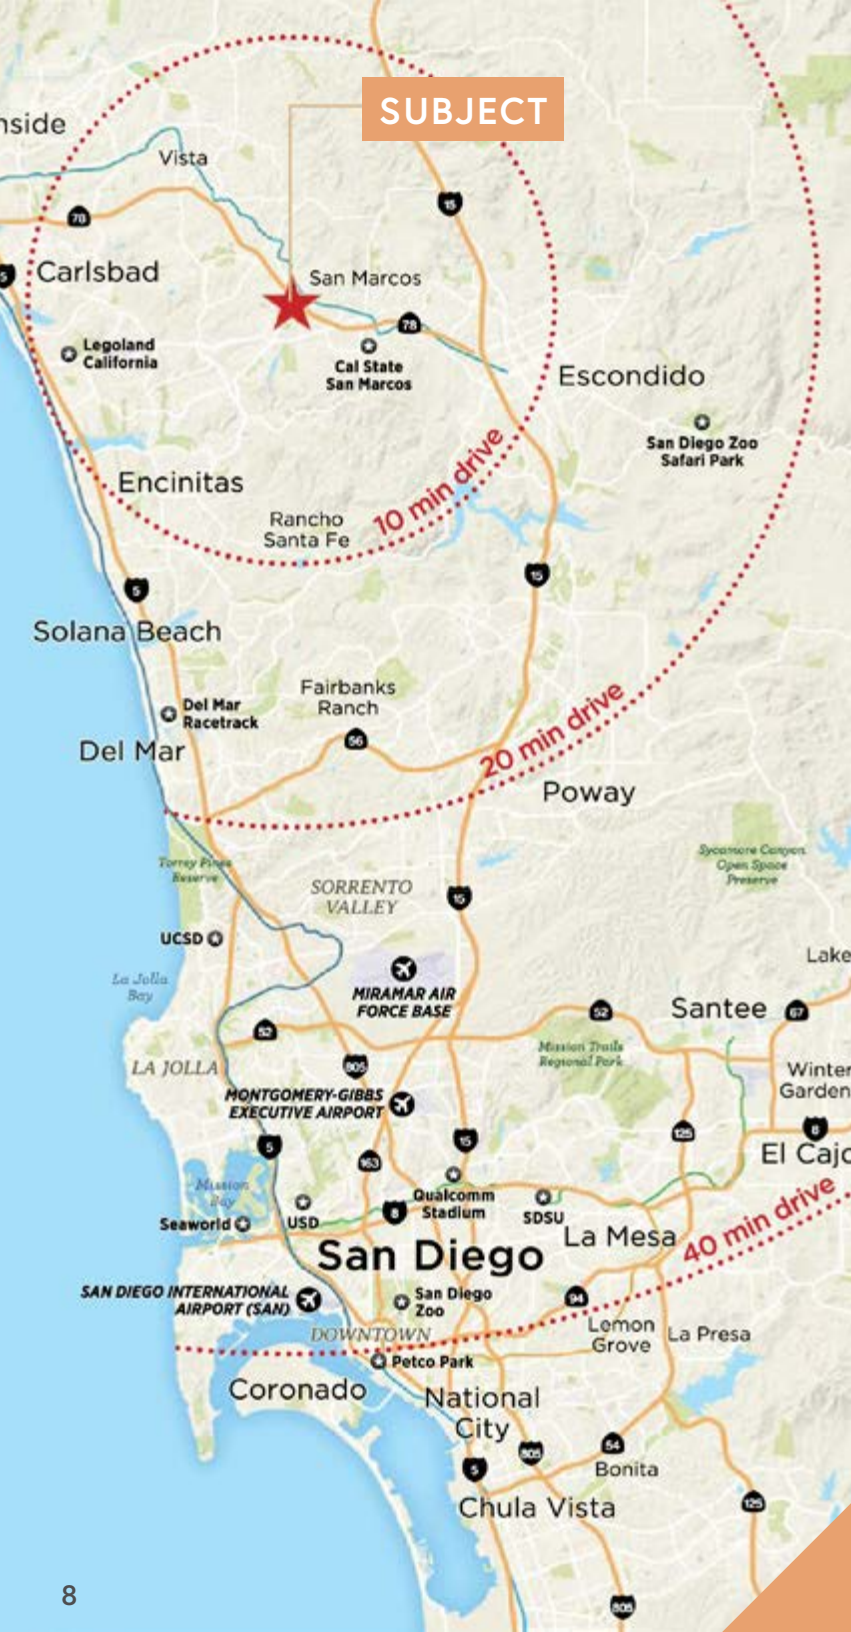 SUBJECT
nside
Vista
15
78
Carlsbad
5
San Marcos
78
Legoland
California
Cal State
San Marcos
Escondido
San Diego Zoo
Safari Park
10 min drive
Encinitas
Rancho
Santa Fe
15
5
Solana Beach
Fairbanks
Ranch
Del Mar
Racetrack
56
Del Mar
20 min drive
Poway
Sycamore Canyon
Open Space
Preserve
Torrey Pines
Reserve
SORRENTO
VALLEY
15
UCSD
Lake
La Jolla
Bay
MIRAMAR AIR
FORCE BASE
52
Santee
67
52
Mission Trails
Regional Park
LA JOLLA
805
Winter
Garden
MONTGOMERY-GIBBS
EXECUTIVE AIRPORT
5
15
125
8
163
El Cajo
Mission
Bay
Qualcomm
Stadium
Seaworld
USD
8
SDSU
La Mesa
40 min drive
San Diego
SAN DIEGO INTERNATIONAL
AIRPORT (SAN)
San Diego
Zoo
94
DOWNTOWN
Lemon
Grove
La Presa
Petco Park
Coronado
National
City
54
805
5
Bonita
Chula Vista
125
8
805